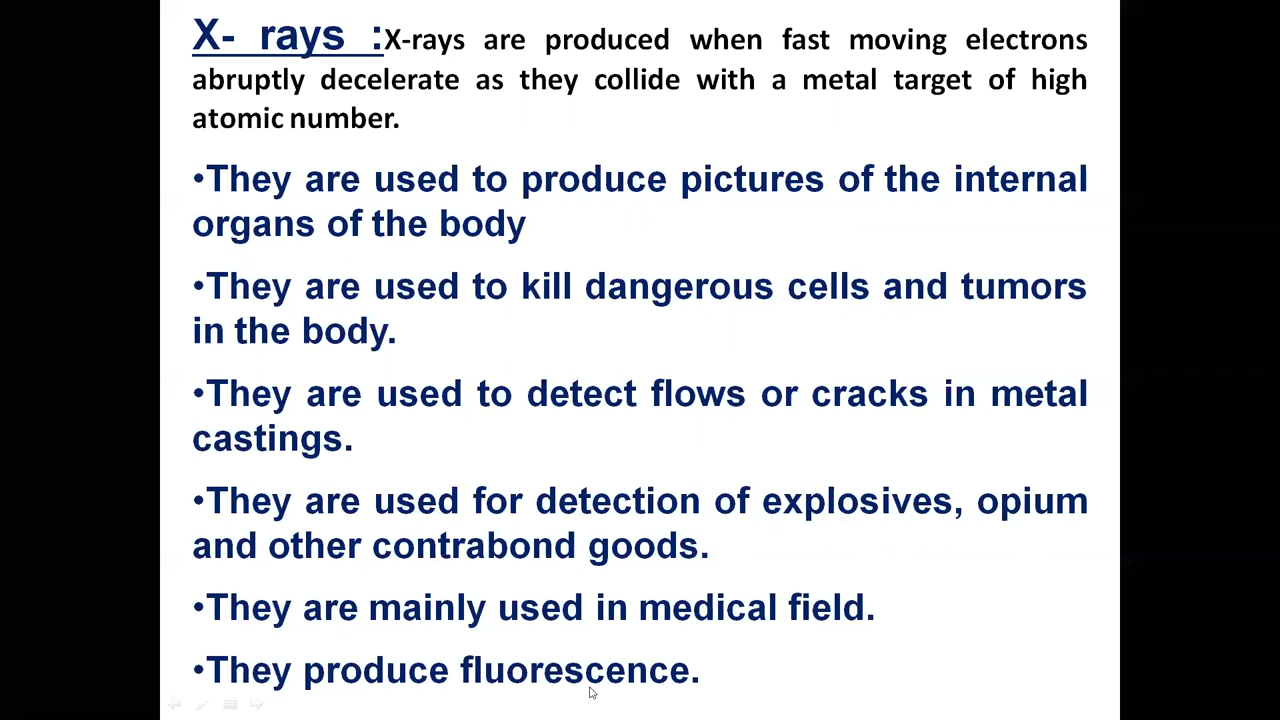 X- rays :X-rays are produced when fast moving electrons
abruptly decelerate as they collide with a metal target of high
atomic number.
•They are used to produce pictures of the internal
organs of the body
•They are used to kill dangerous cells and tumors
in the body.
•They are used to detect flows or cracks in metal
castings.
•They are used for detection of explosives, opium
and other contrabond goods.
•They are mainly used in medical field.
•They produce fluorescence.